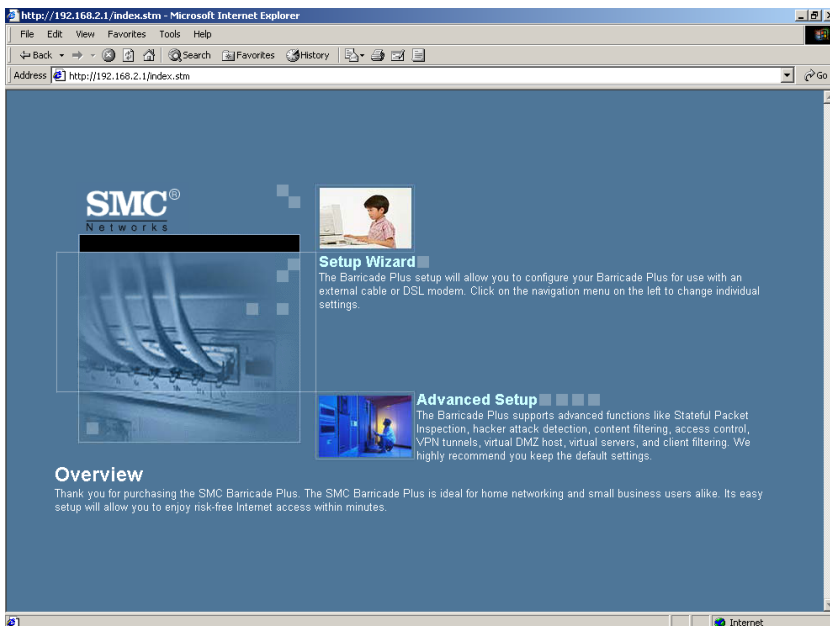 http://192.168.2.1/index.stm - Microsoft Internet Explorer
File Edit View Favorites Tools Help
Back Search Favorites History
Address http://192.168.2.1/index.stm Go
SMC®
Networks
Setup Wizard
The Barricade Plus setup will allow you to configure your Barricade Plus for use with an
external cable or DSL modem. Click on the navigation menu on the left to change individual
settings.
Advanced Setup
The Barricade Plus supports advanced functions like Stateful Packet
Inspection, hacker attack detection, content filtering, access control,
VPN tunnels, virtual DMZ host, virtual servers, and client filtering. We
highly recommend you keep the default settings.
Overview
Thank you for purchasing the SMC Barricade Plus. The SMC Barricade Plus is ideal for home networking and small business users alike. Its easy
setup will allow you to enjoy risk-free Internet access within minutes.
Internet